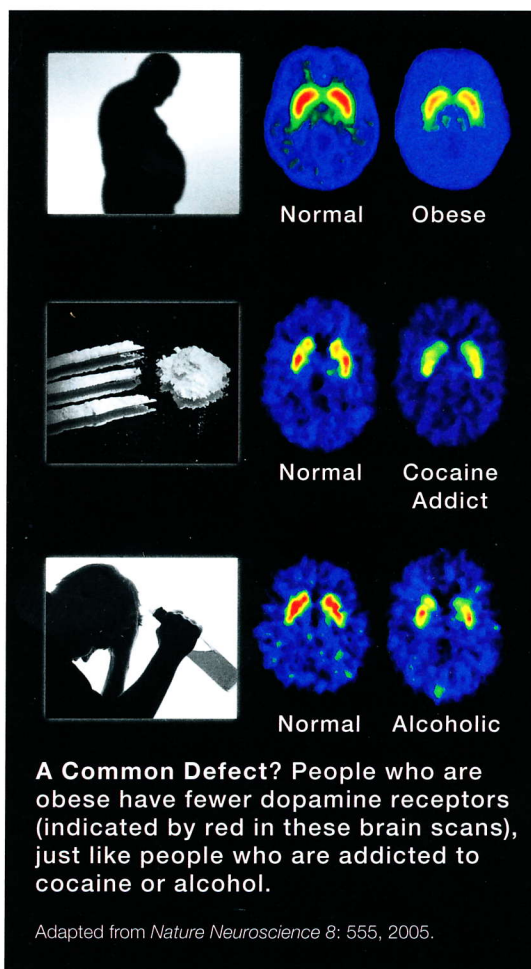 Normal Obese
Normal Cocaine
Addict
Normal Alcoholic
A Common Defect? People who are
obese have fewer dopamine receptors
(indicated by red in these brain scans),
just like people who are addicted to
cocaine or alcohol.
Adapted from Nature Neuroscience 8: 555, 2005.